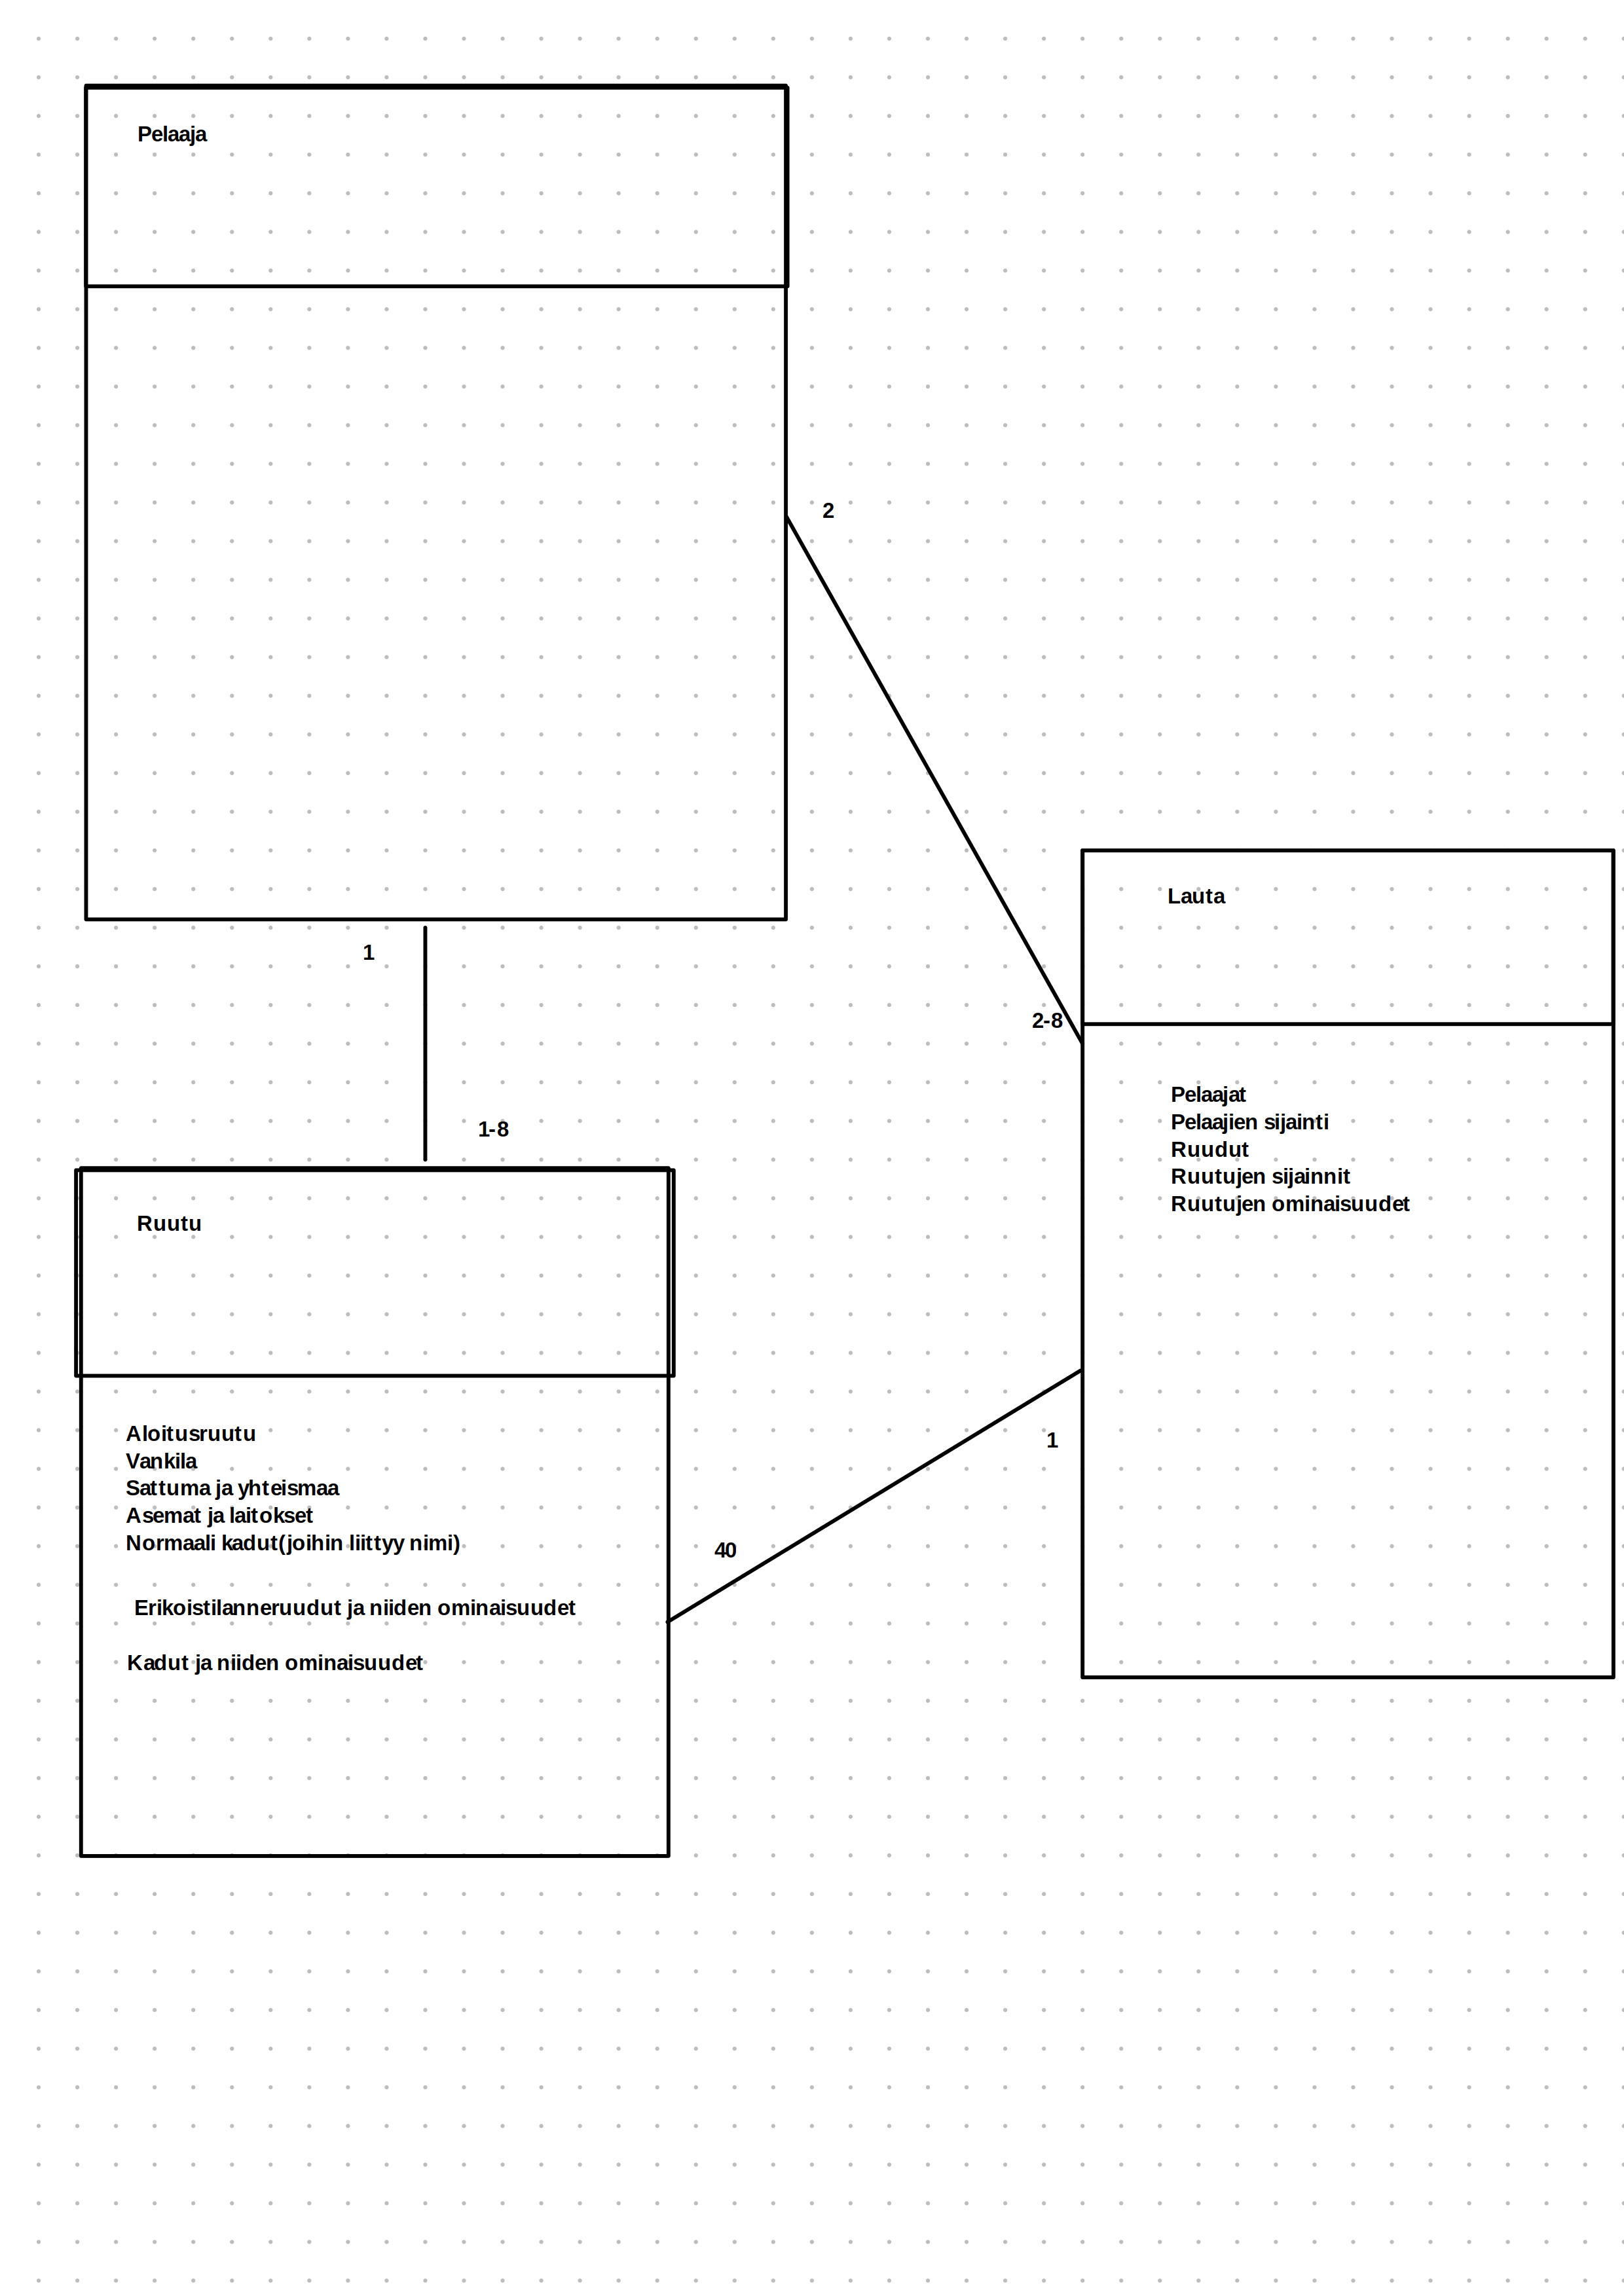 Pelaaja
2
1
2-8
1-8
Lauta
Pelaajat
Pelaajien sijainti
Ruudut
Ruutujen sijainnit
Ruutujen ominaisuudet
Ruutu
Aloitusruutu
Vankila
Sattuma ja yhteismaa
Asemat ja laitokset
Normaali kadut(joihin liittyy nimi)
Erikoistilanneruudut ja niiden ominaisuudet
Kadut ja niiden ominaisuudet
1
40